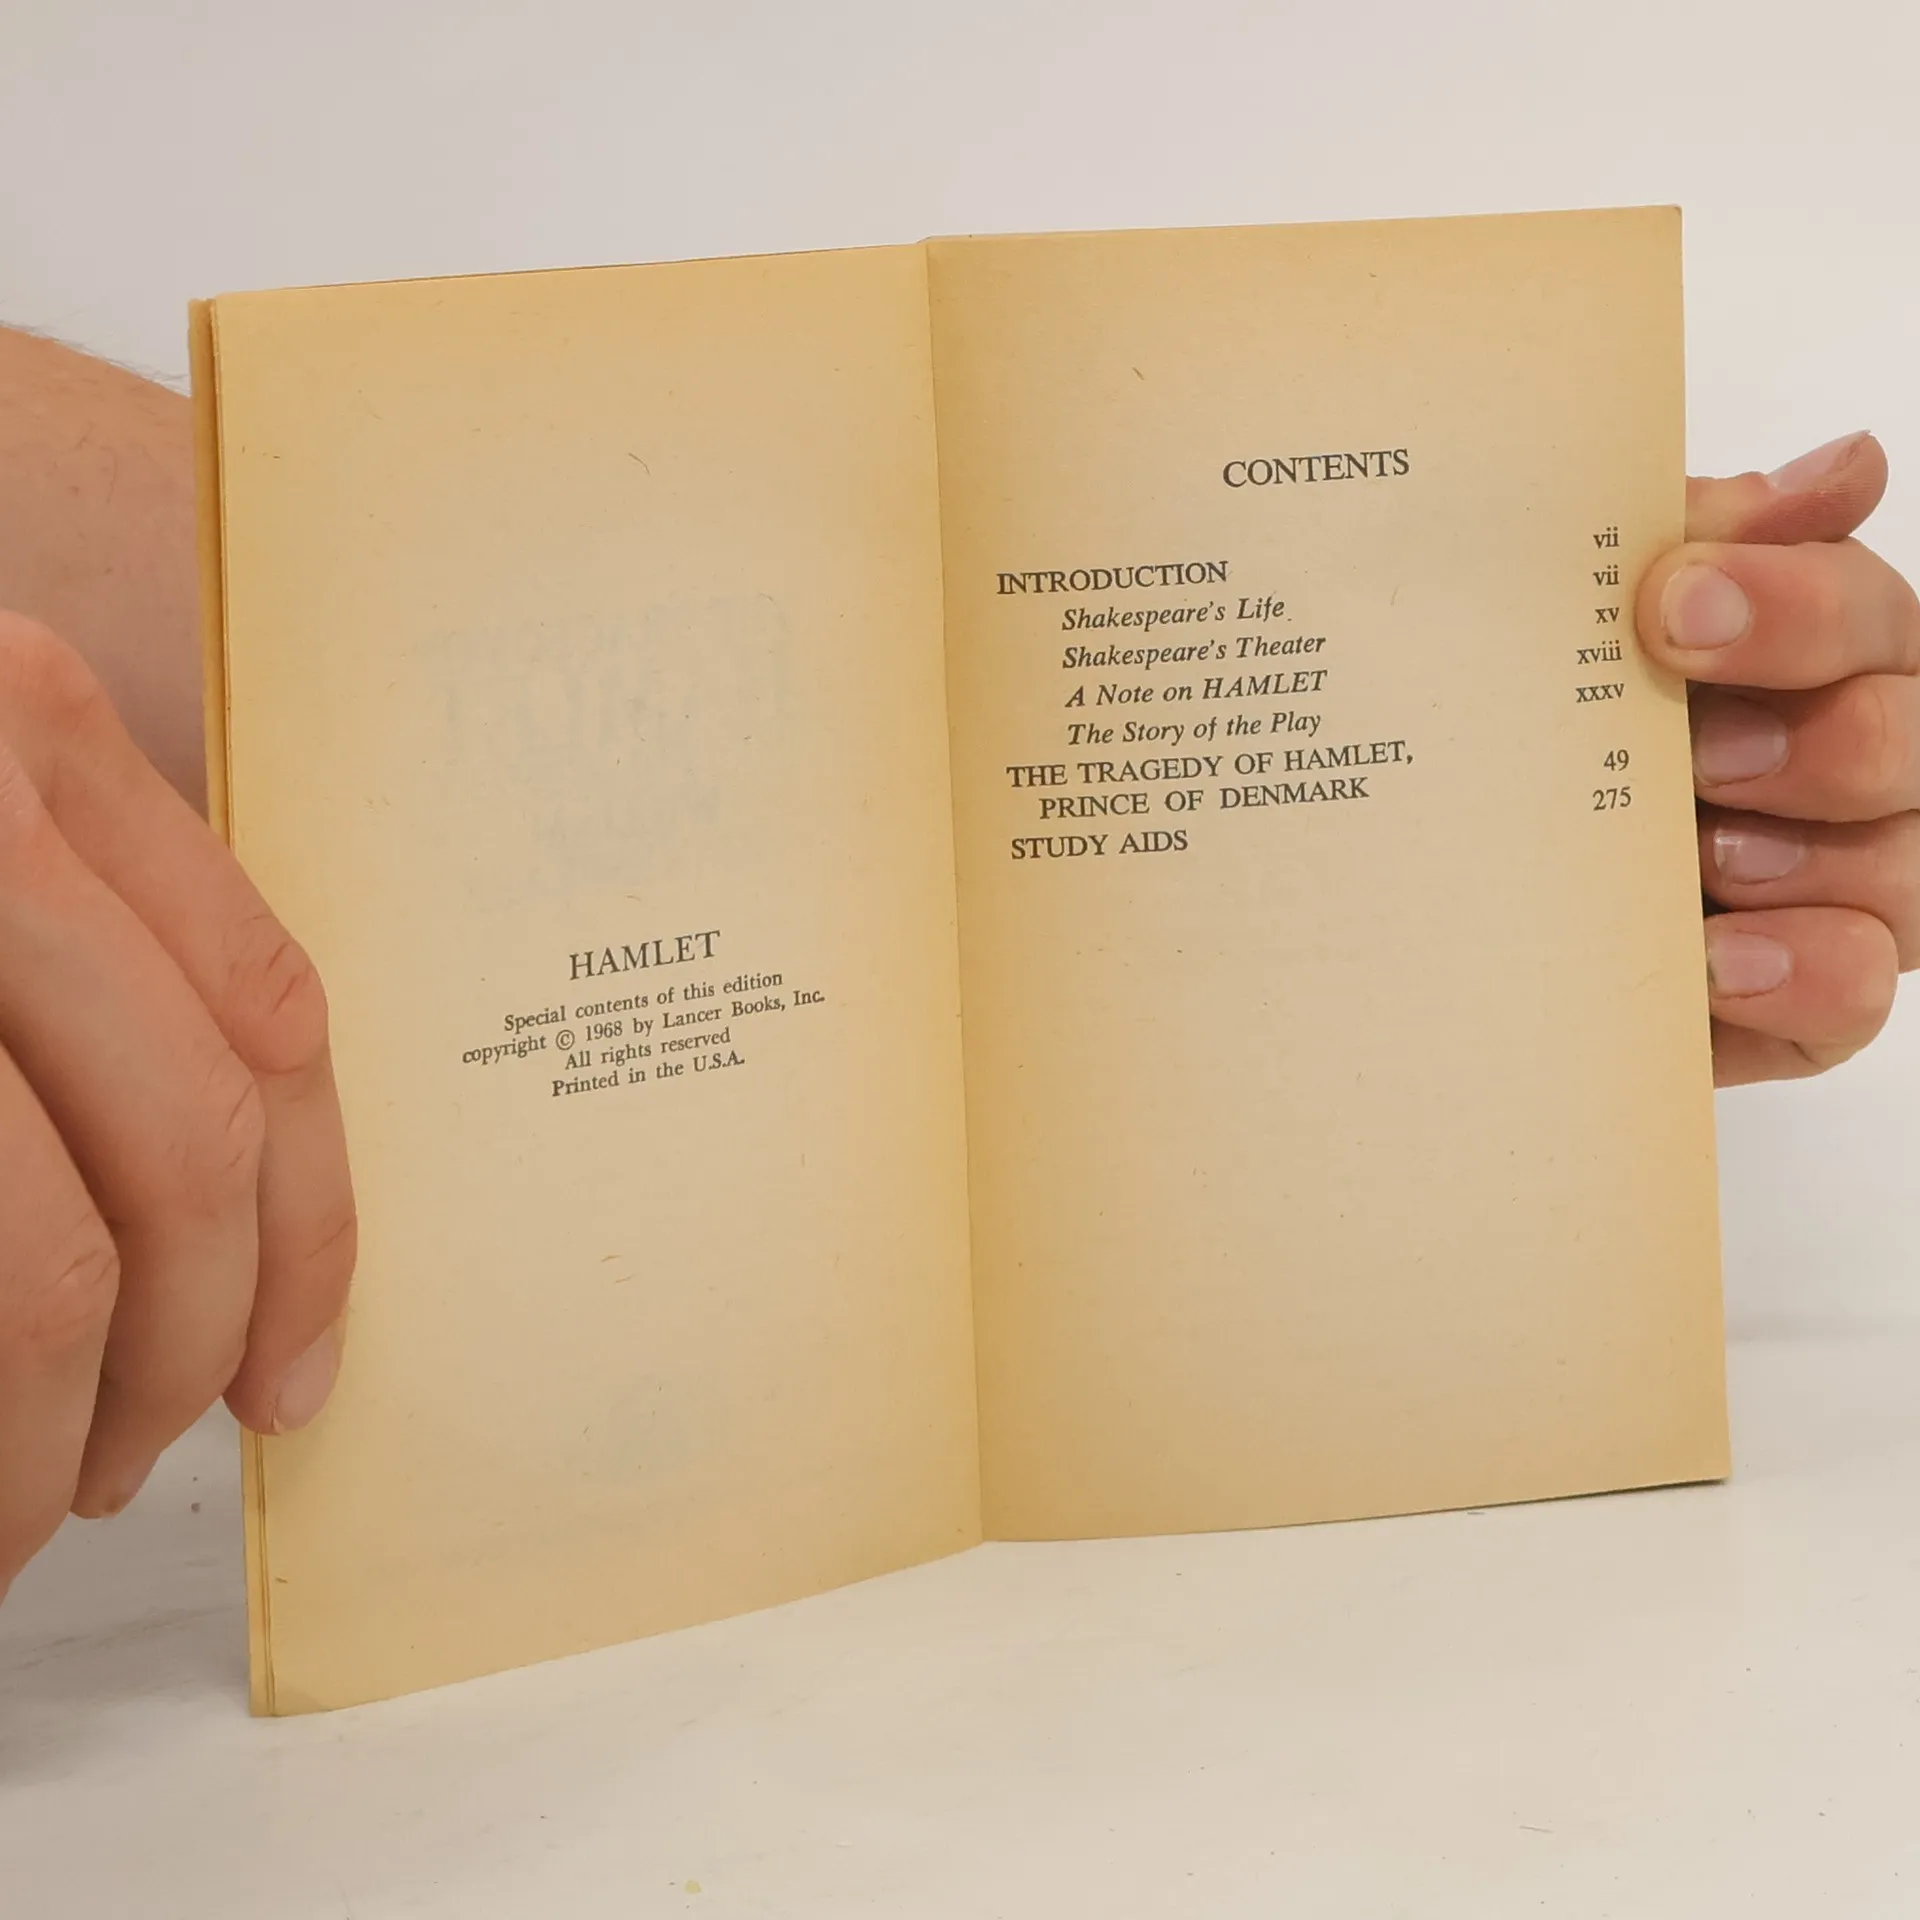 HAMLET
Special contents of this edition
copyright © 1968 by Lancer Books, Inc.
All rights reserved
Printed in the U.S.A.
CONTENTS
INTRODUCTION vii
Shakespeare's Life vii
Shakespeare's Theater xv
A Note on HAMLET xviii
The Story of the Play xxxv
THE TRAGEDY OF HAMLET,
PRINCE OF DENMARK 49
STUDY AIDS 275